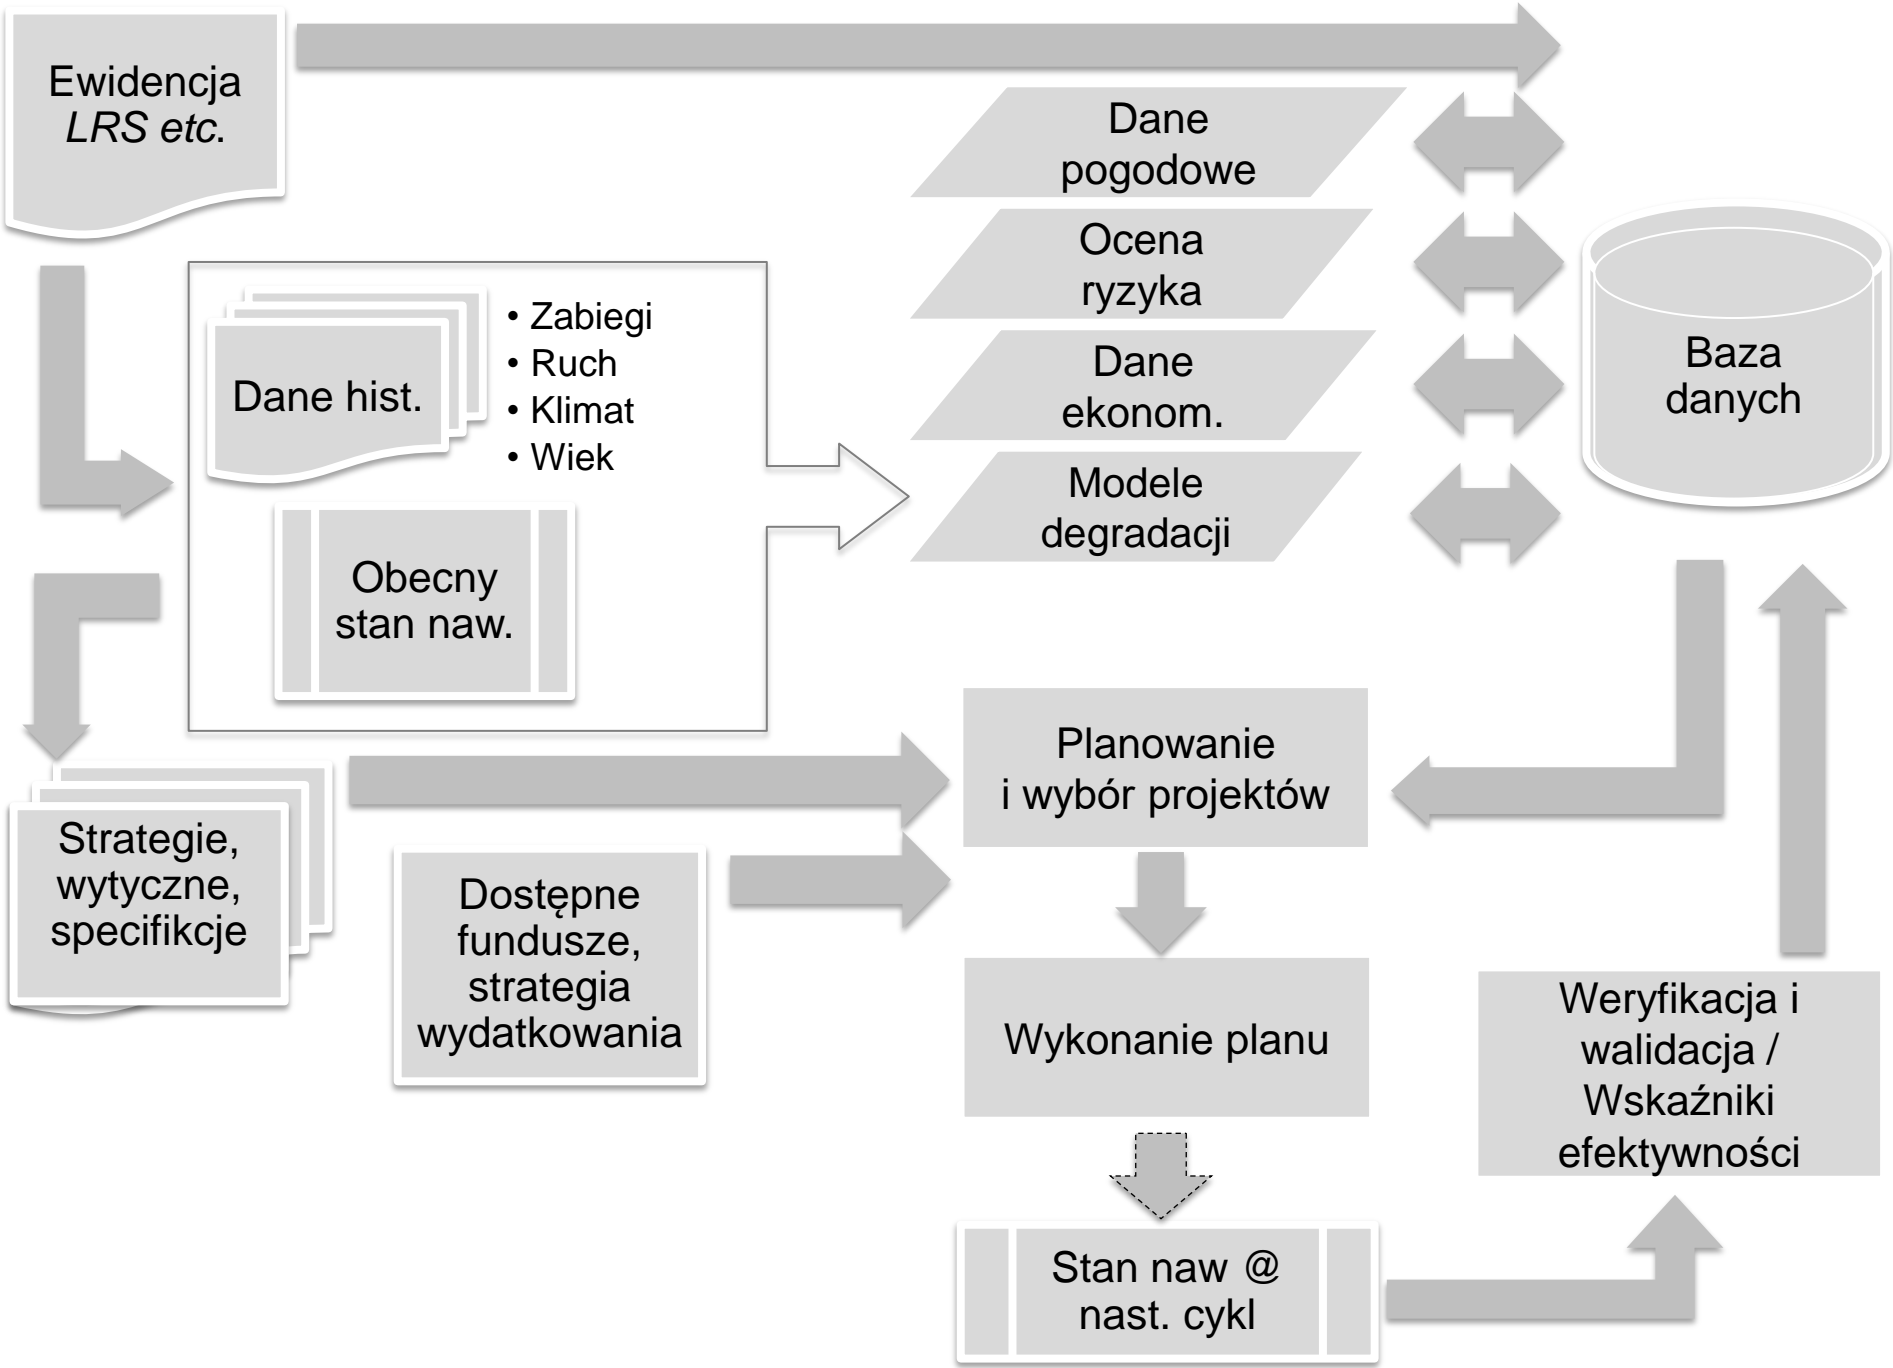 Ewidencja
LRS etc.
Dane
pogodowe
Ocena
ryzyka
Dane
ekonom.
Modele
degradacji
Baza
danych
Dane hist.
• Zabiegi
• Ruch
• Klimat
• Wiek
Obecny
stan naw.
Strategie,
wytyczne,
specifikcje
Dostępne
fundusze,
strategia
wydatkowania
Planowanie
i wybór projektów
Wykonanie planu
Stan naw @
nast. cykl
Weryfikacja i
walidacja /
Wskaźniki
efektywności